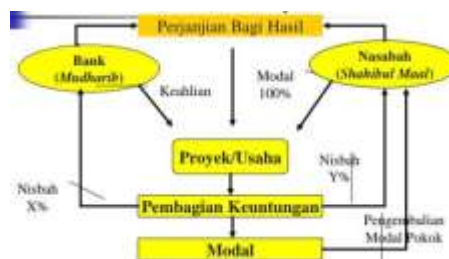 Perjanjian Bagi Hasil
Bank
(Mudharib)
Nasabah
(Shahibul Maal)
Keahlian
Modal
100%
Proyek/Usaha
Nisbah
X%
Nisbah
Y%
Pembagian Keuntungan
Pengembalian
Modal Pokok
Modal